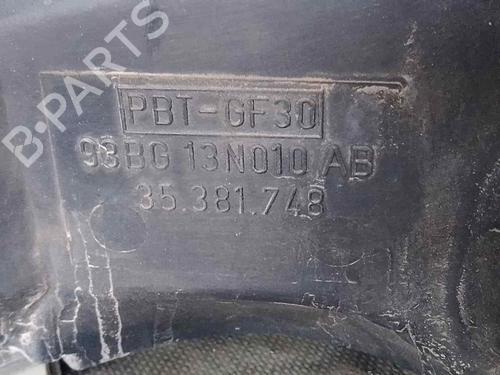 B-PARTS
PBT-GF30
93BG 13N010 AB
35.381.748